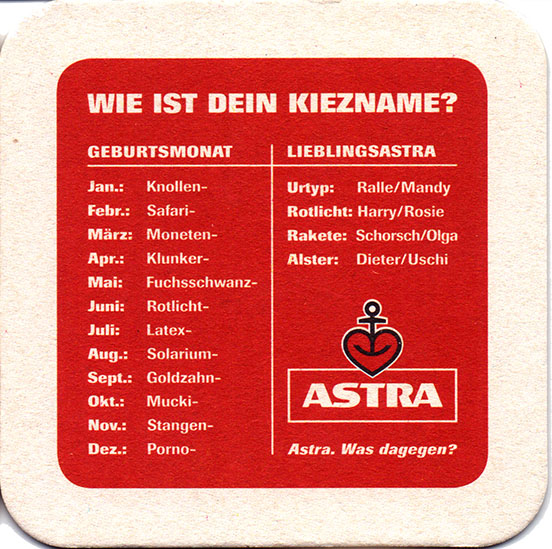 WIE IST DEIN KIEZNAME?
GEBURTSMONAT
Jan.: Knollen-
Febr.: Safari-
März: Moneten-
Apr.: Klunker-
Mai: Fuchsschwanz-
Juni: Rotlicht-
Juli: Latex-
Aug.: Solarium-
Sept.: Goldzahn-
Okt.: Mucki-
Nov.: Stangen-
Dez.: Porno-
LIEBLINGSASTRA
Urtyp: Ralle/Mandy
Rotlicht: Harry/Rosie
Rakete: Schorsch/Olga
Alster: Dieter/Uschi
ASTRA
Astra. Was dagegen?